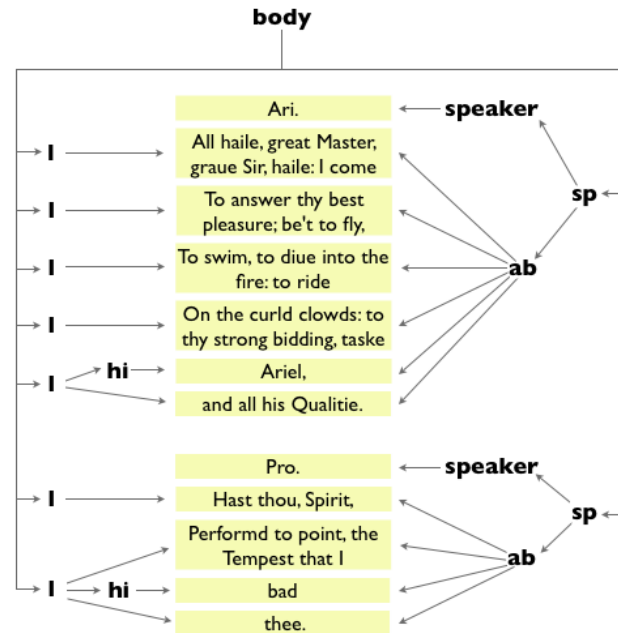 body
Ari.
speaker
l
All haile, great Master,
graue Sir, haile: I come
sp
l
To answer thy best
pleasure; be't to fly,
l
To swim, to diue into the
fire: to ride
ab
l
On the curld clowds: to
thy strong bidding, taske
l
hi
Ariel,
and all his Qualitie.
Pro.
speaker
l
Hast thou, Spirit,
sp
Performd to point, the
Tempest that I
ab
l
hi
bad
thee.